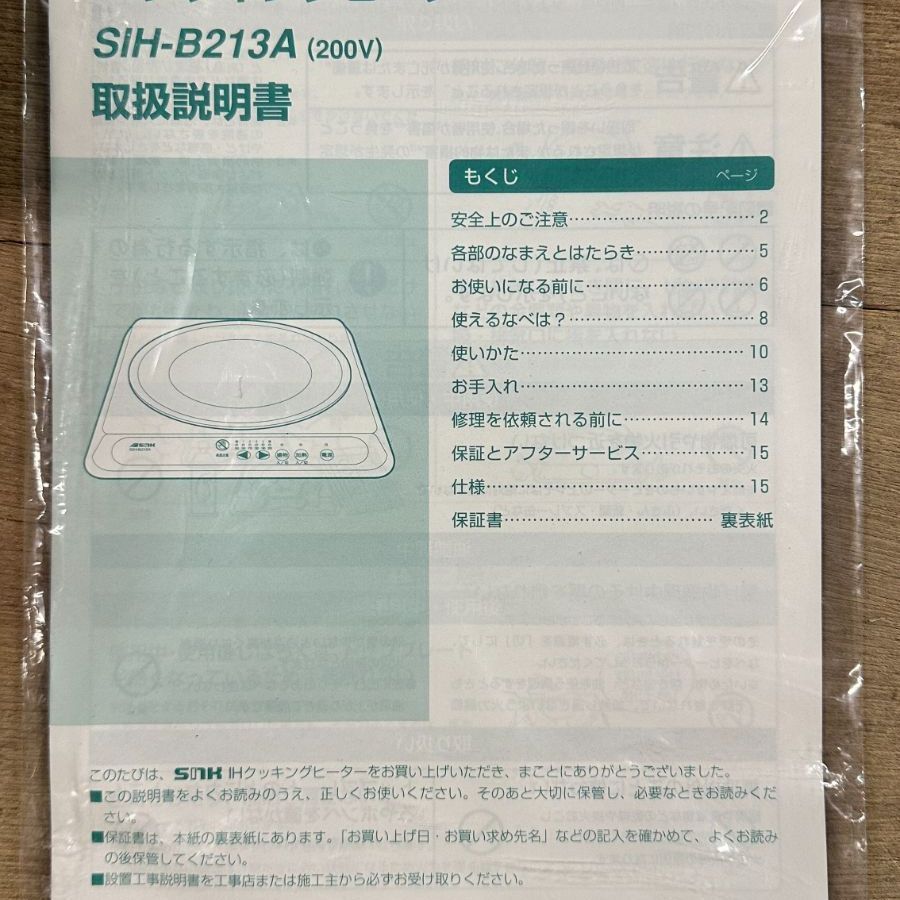 SIH-B213A (200V)
取扱説明書
もくじ ページ
安全上のご注意 2
各部のなまえとはたらき 5
お使いになる前に 6
使えるなべは? 8
使いかた 10
お手入れ 13
修理を依頼される前に 14
保証とアフターサービス 15
仕様 15
保証書 裏表紙
このたびは、SNK IHクッキングヒーターをお買い上げいただき、まことにありがとうございました。
■この説明書をよくお読みのうえ、正しくお使いください。そのあと大切に保管し、必要なときお読みくだ
さい。
■保証書は、本紙の裏表紙にあります。「お買い上げ日・お買い求め先名」などの記入を確かめて、よくお読み
の後保管してください。
■設置工事説明書を工事店または施工主から必ずお受け取りください。